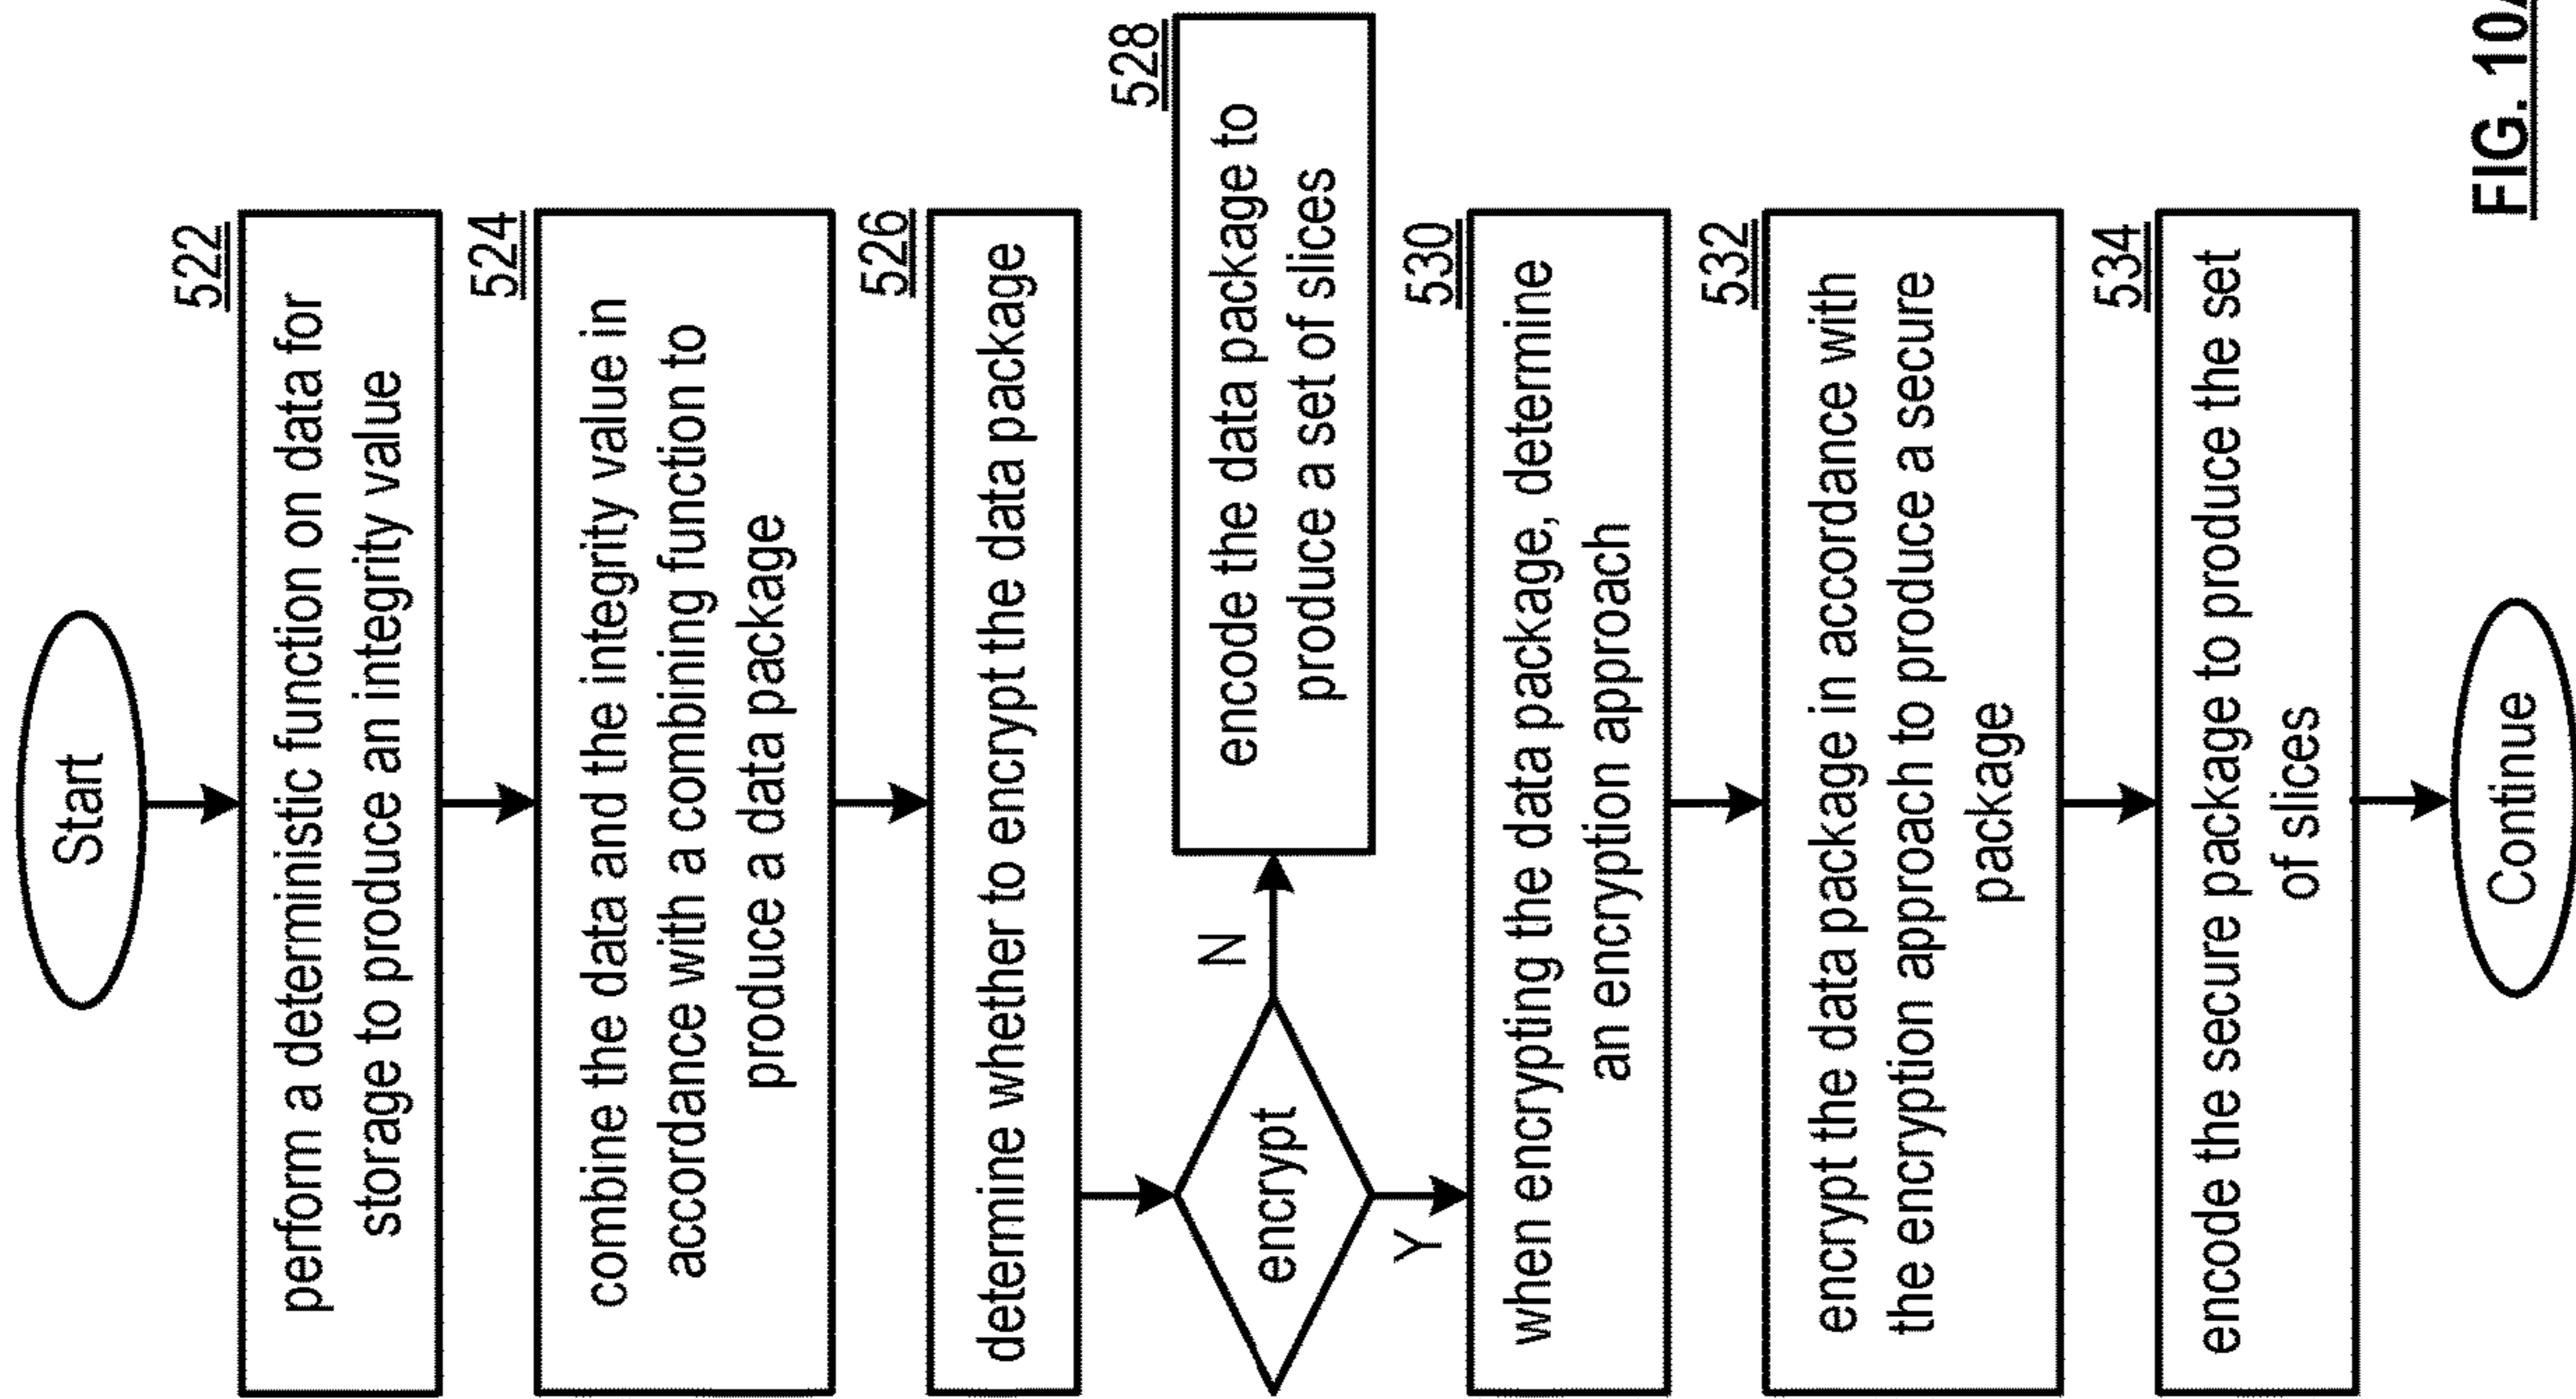 Start
522
perform a deterministic function on data for
storage to produce an integrity value
524
combine the data and the integrity value in
accordance with a combining function to
produce a data package
526
determine whether to encrypt the data package
encrypt
N
528
encode the data package to
produce a set of slices
Y
530
when encrypting the data package, determine
an encryption approach
532
encrypt the data package in accordance with
the encryption approach to produce a secure
package
534
encode the secure package to produce the set
of slices
Continue
FIG. 10A